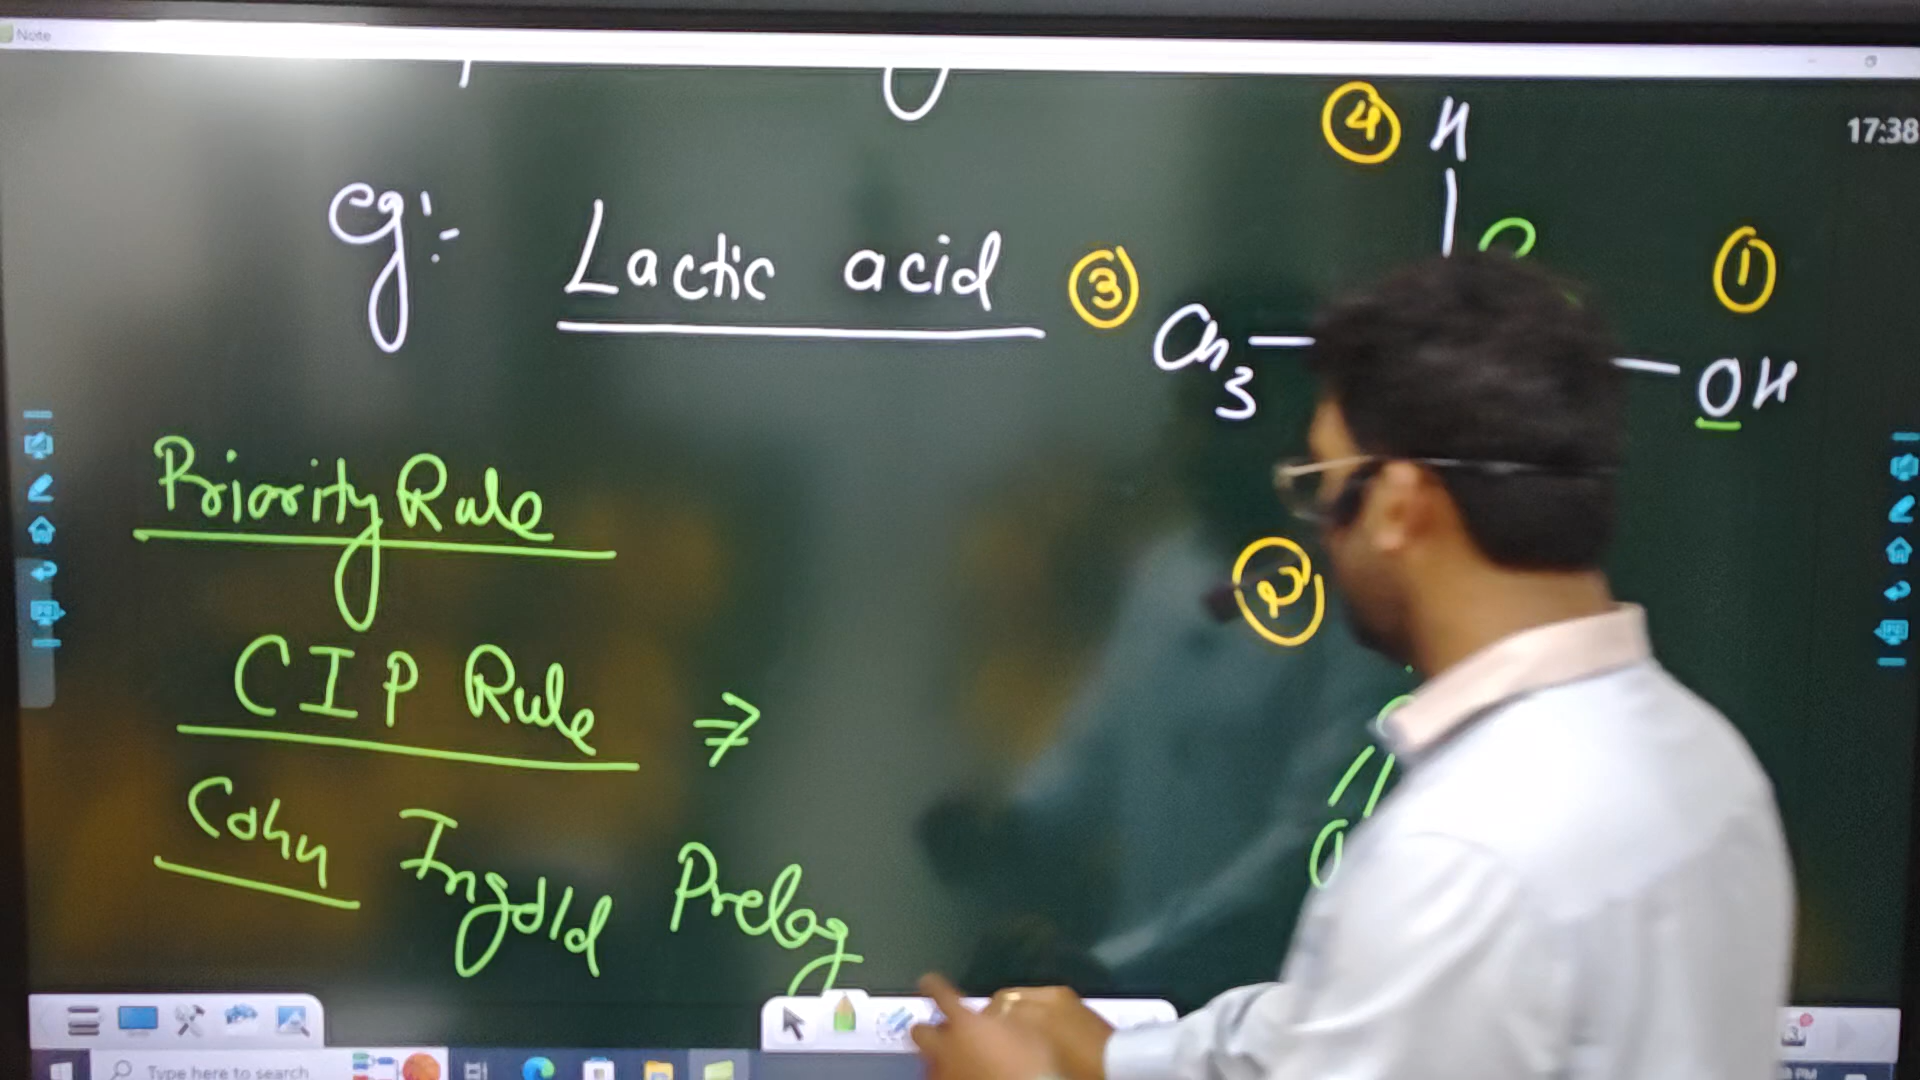 Note
17:38
④ H
eg:-
Lactic acid
③ CH3
① OH
Priority Rule
②
CIP Rule ⇒
Cahn Ingold Prelog
O
Type here to search
PM